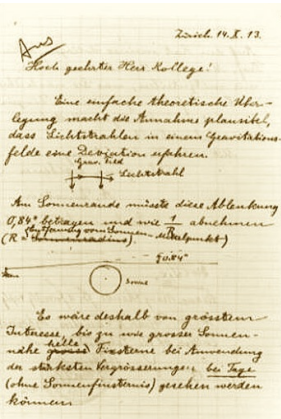 Zürich. 14. X. 13.
Hoch geehrter Herr Kollege!
Eine einfache theoretische Über-
legung macht die Annahme plausibel,
dass Lichtstrahlen in einem Gravitations-
felde eine Deviation erfahren.
Grav. Feld
Lichtstrahl
Am Sonnenrande müsste diese Ablenkung
0,84" betragen und wie 1/R abnehmen
(R = Entfernung vom Sonnen-Mittelpunkt)
0.84"
Sonne
Es wäre deshalb von grösstem
Interesse, bis zu wie grosser Sonnen-
nähe helle Fixsterne bei Anwendung
der stärksten Vergrösserungen bei Tage
(ohne Sonnenfinsternis) gesehen werden
können